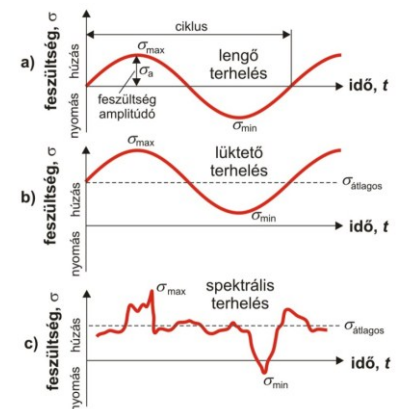 a)
feszültség, σ
nyomás
húzás
ciklus
σmax
σa
feszültség
amplitúdó
lengő
terhelés
σmin
idő, t
b)
feszültség, σ
nyomás
húzás
σmax
lüktető
terhelés
σátlagos
σmin
idő, t
c)
feszültség, σ
nyomás
húzás
σmax
spektrális
terhelés
σátlagos
σmin
idő, t